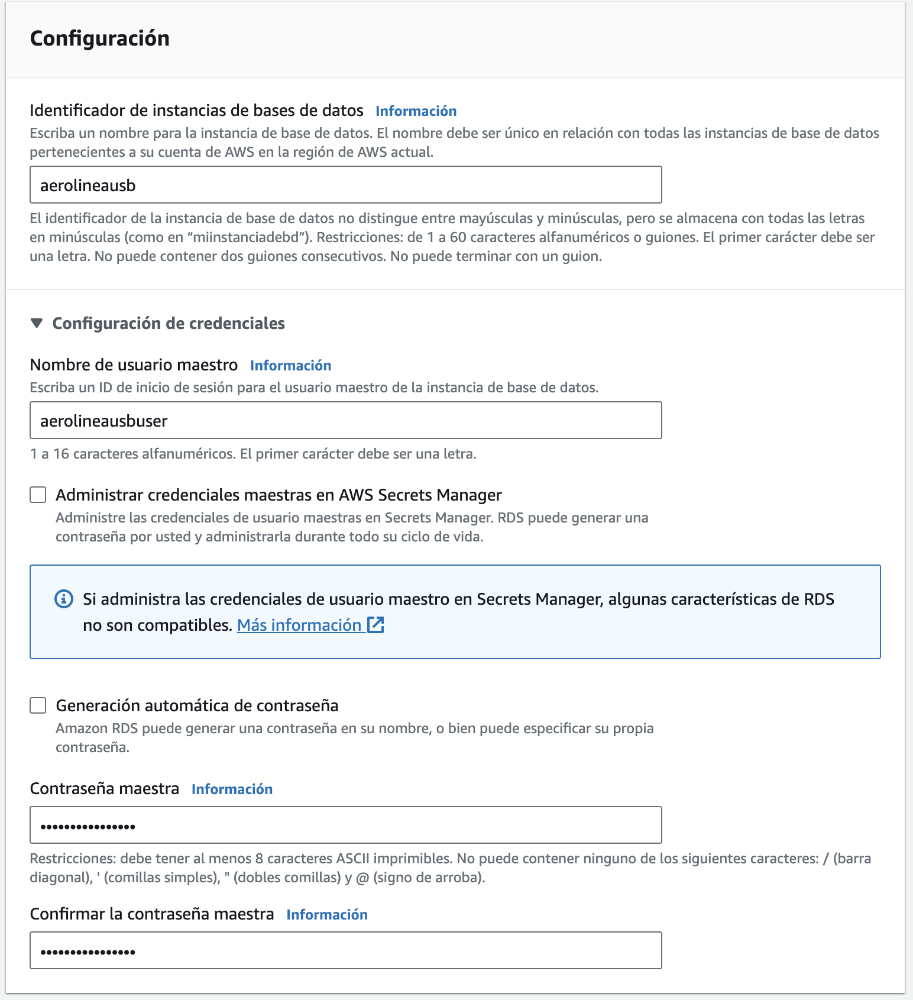 Configuración
Identificador de instancias de bases de datos Información
Escriba un nombre para la instancia de base de datos. El nombre debe ser único en relación con todas las instancias de base de datos
pertenecientes a su cuenta de AWS en la región de AWS actual.
aerolineausb
El identificador de la instancia de base de datos no distingue entre mayúsculas y minúsculas, pero se almacena con todas las letras
en minúsculas (como en “miinstanciadebd”). Restricciones: de 1 a 60 caracteres alfanuméricos o guiones. El primer carácter debe ser
una letra. No puede contener dos guiones consecutivos. No puede terminar con un guion.
Configuración de credenciales
Nombre de usuario maestro Información
Escriba un ID de inicio de sesión para el usuario maestro de la instancia de base de datos.
aerolineausbuser
1 a 16 caracteres alfanuméricos. El primer carácter debe ser una letra.
Administrar credenciales maestras en AWS Secrets Manager
Administre las credenciales de usuario maestras en Secrets Manager. RDS puede generar una
contraseña por usted y administrarla durante todo su ciclo de vida.
Si administra las credenciales de usuario maestro en Secrets Manager, algunas características de RDS
no son compatibles. Más información
Generación automática de contraseña
Amazon RDS puede generar una contraseña en su nombre, o bien puede especificar su propia
contraseña.
Contraseña maestra Información
••••••••••••••••
Restricciones: debe tener al menos 8 caracteres ASCII imprimibles. No puede contener ninguno de los siguientes caracteres: / (barra
diagonal), ' (comillas simples), " (dobles comillas) y @ (signo de arroba).
Confirmar la contraseña maestra Información
••••••••••••••••